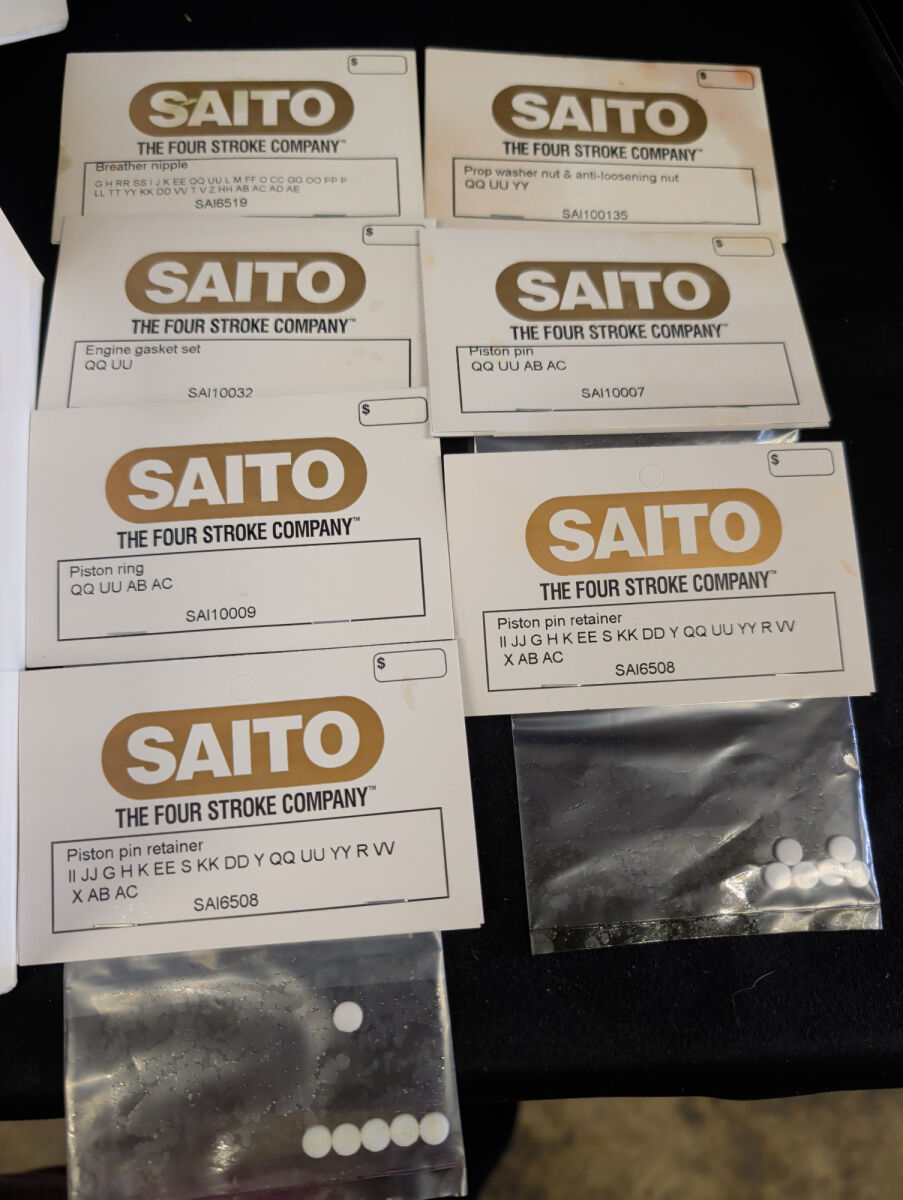 $
SAITO
THE FOUR STROKE COMPANY™
Breather nipple
G H RR SS I J K EE QQ UU L M FF O CC GG OO PP P
LL TT YY KK DD VV T V Z HH AB AC AD AE
SAI6519
$
SAITO
THE FOUR STROKE COMPANY™
Prop washer nut & anti-loosening nut
QQ UU YY
SAI100135
$
SAITO
THE FOUR STROKE COMPANY™
Engine gasket set
QQ UU
SAI10032
$
SAITO
THE FOUR STROKE COMPANY™
Piston pin
QQ UU AB AC
SAI10007
$
SAITO
THE FOUR STROKE COMPANY™
Piston ring
QQ UU AB AC
SAI10009
$
SAITO
THE FOUR STROKE COMPANY™
Piston pin retainer
II JJ G H K EE S KK DD Y QQ UU YY R VV
X AB AC
SAI6508
$
SAITO
THE FOUR STROKE COMPANY™
Piston pin retainer
II JJ G H K EE S KK DD Y QQ UU YY R VV
X AB AC
SAI6508